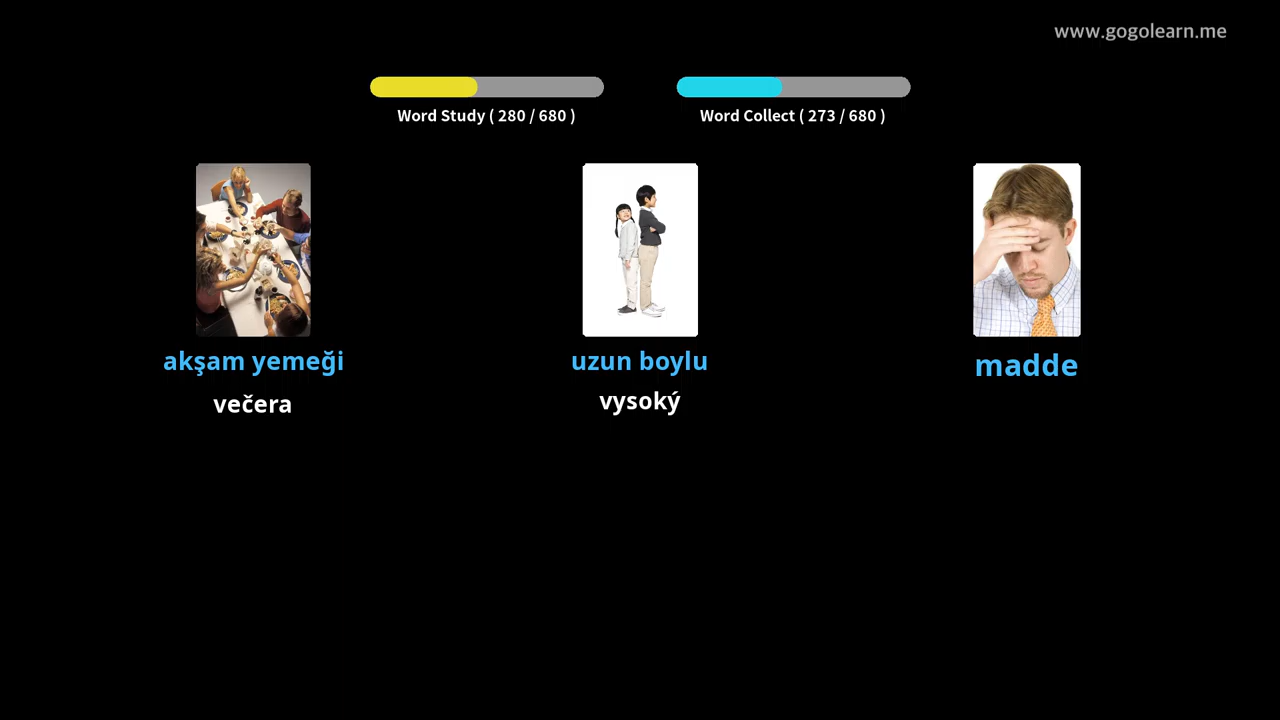 www.gogolearn.me
Word Study ( 280 / 680 )
Word Collect ( 273 / 680 )
akşam yemeği
večera
uzun boylu
vysoký
madde